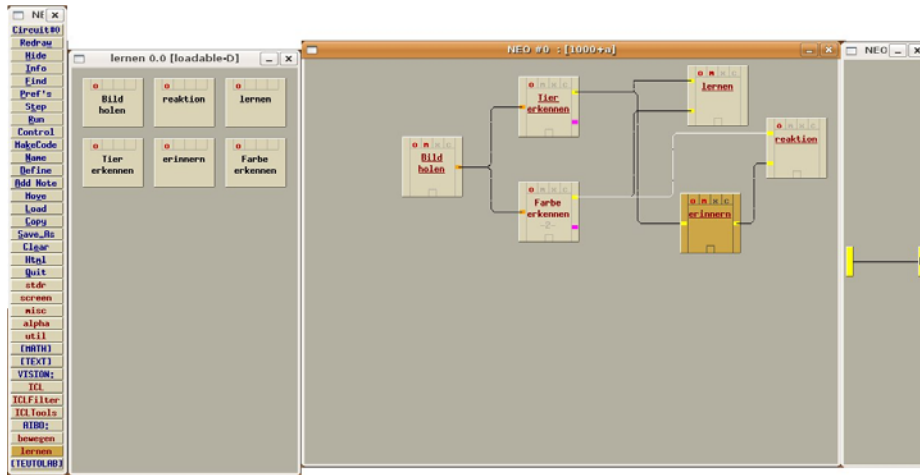 NE
Circuit#0
Redraw
Hide
Info
Find
Pref's
Step
Run
Control
MakeCode
Name
Define
Add Note
Move
Load
Copy
Save_As
Clear
Html
Quit
stdr
screen
misc
alpha
util
[MATH]
[TEXT]
VISION;
ICL
ICLFilter
ICLTools
AIBO;
bewegen
lernen
[TEUTOLAB]
lernen 0.0 [loadable-D]
O
Bild
holen
O
reaktion
O
lernen
O
Tier
erkennen
O
erinnern
O
Farbe
erkennen
NEO #0 : [1000+a]
O M X C
Bild
holen
O M X C
Tier
erkennen
O M X C
Farbe
erkennen
-2-
O M X C
lernen
O M X C
reaktion
O M X C
erinnern
NEO